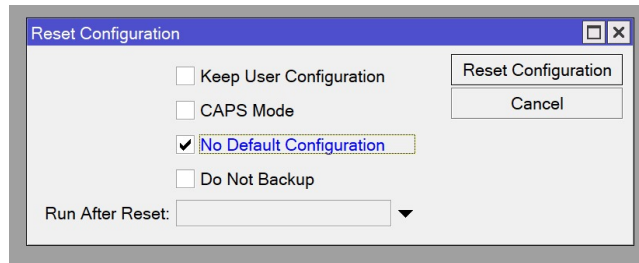 Reset Configuration
Keep User Configuration
Reset Configuration
CAPS Mode
Cancel
No Default Configuration
Do Not Backup
Run After Reset: